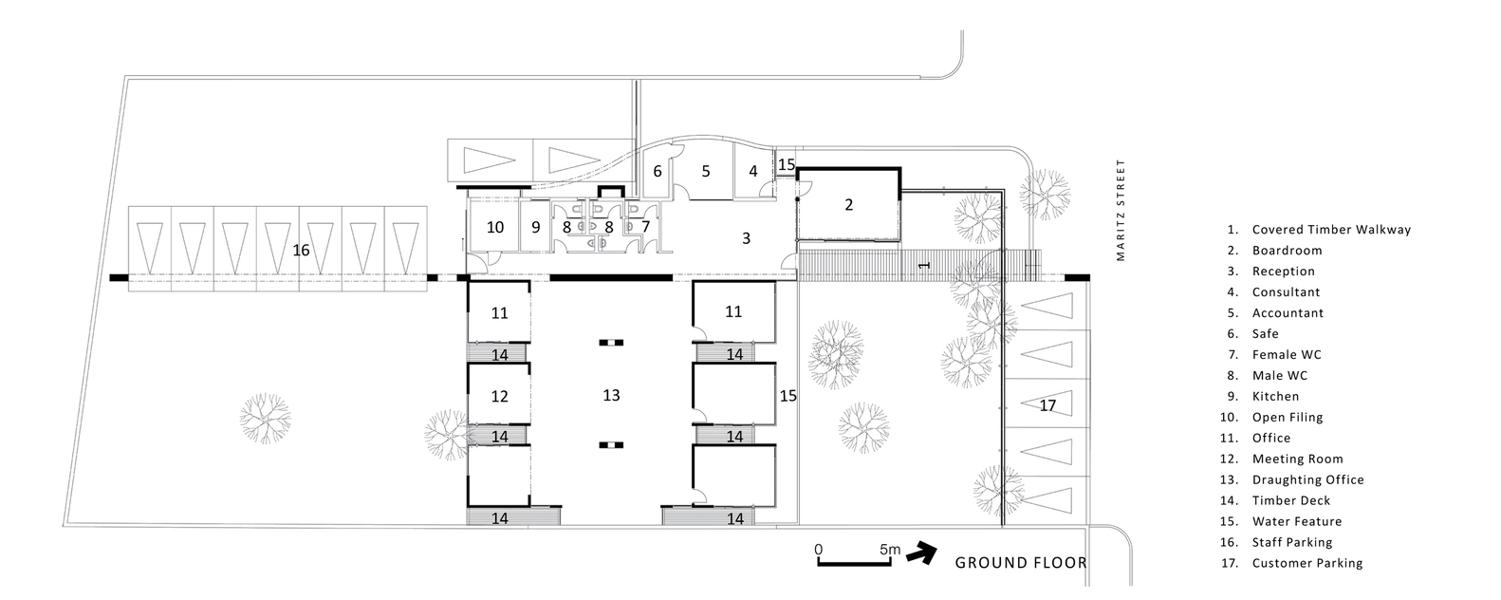 6
5
4
15
2
10
9
8
8
7
3
16
1
MARITZ STREET
11
11
14
14
12
13
15
17
14
14
14
14
0 5m
GROUND FLOOR
1. Covered Timber Walkway
2. Boardroom
3. Reception
4. Consultant
5. Accountant
6. Safe
7. Female WC
8. Male WC
9. Kitchen
10. Open Filing
11. Office
12. Meeting Room
13. Draughting Office
14. Timber Deck
15. Water Feature
16. Staff Parking
17. Customer Parking